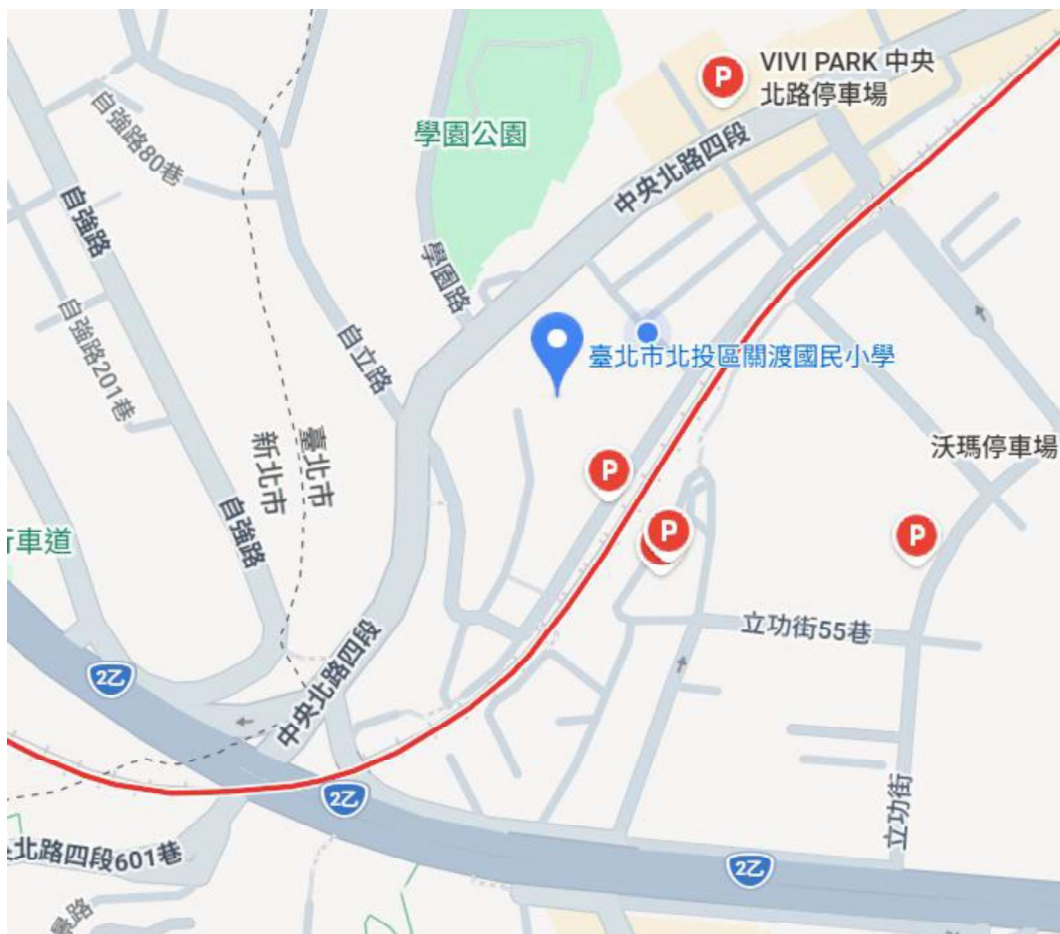 VIVI PARK 中央
北路停車場
P
學園公園
中央北路四段
自強路80巷
自強路
學園路
自強路201巷
自立路
臺北市北投區關渡國民小學
臺北市
新北市
沃瑪停車場
P
P
P
自強路
行車道
立功街55巷
2乙
中央北路四段
2乙
立功街
北路四段601巷
2乙
景路